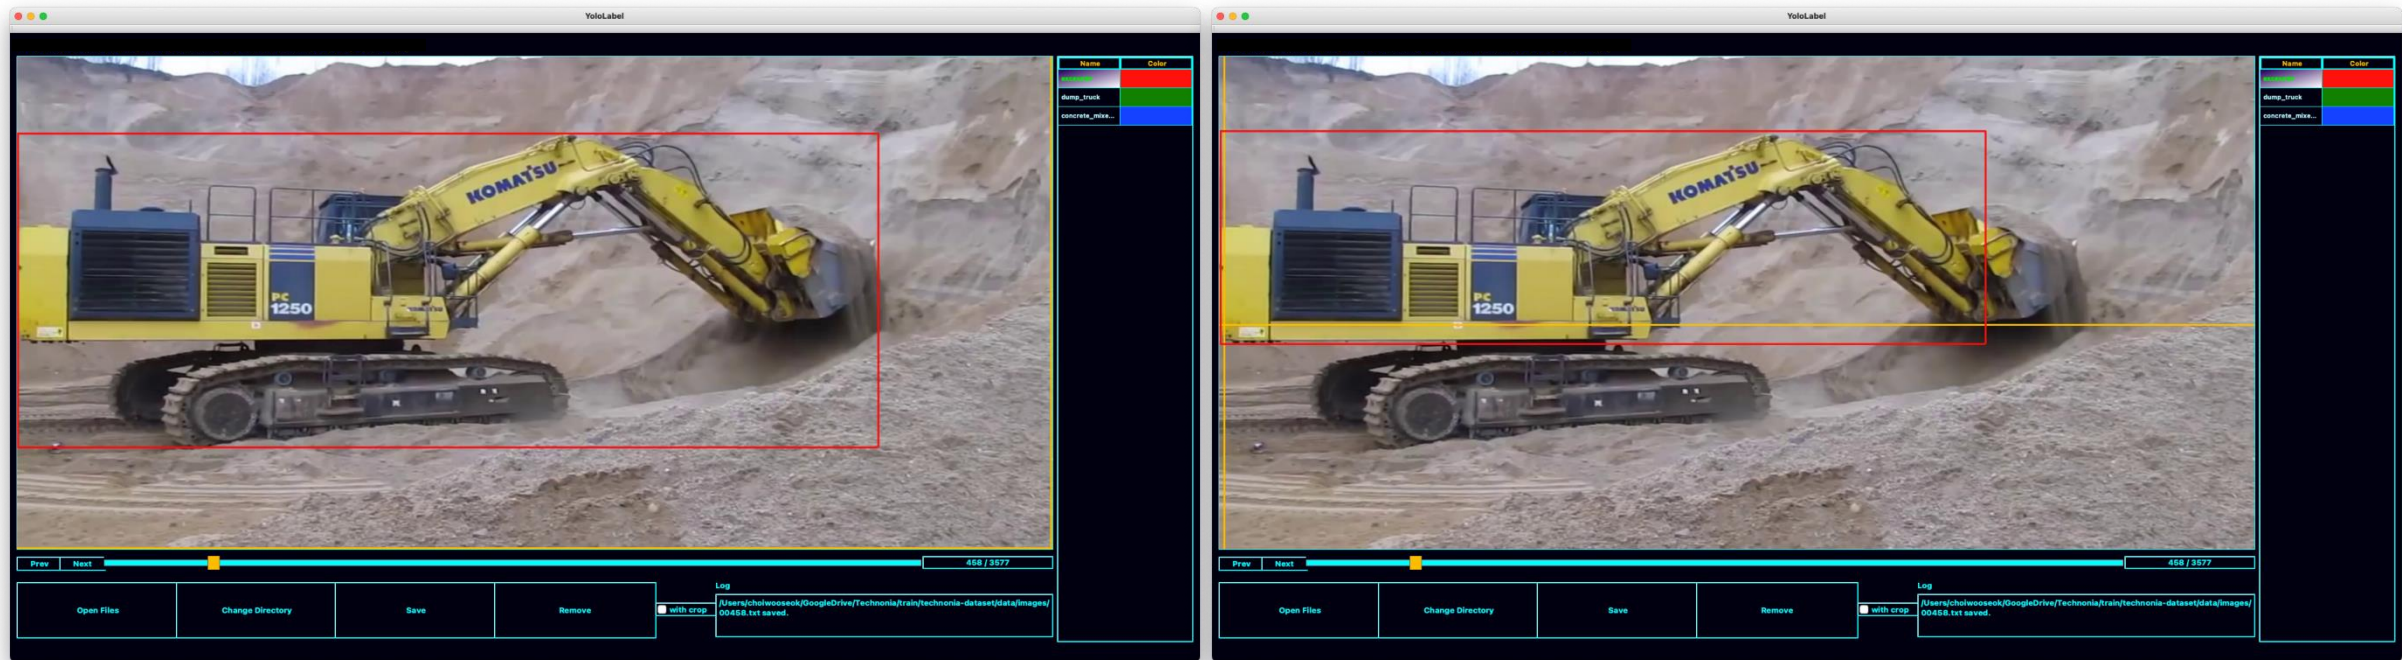 YoloLabel
Name Color
dump_truck
concrete_mixe...
KOMATSU
PC
1250
Prev Next 458 / 3577
Open Files Change Directory Save Remove
with crop
Log
/Users/choiwooseok/GoogleDrive/Technonia/train/technonia-dataset/data/images/
00458.txt saved.
YoloLabel
Name Color
dump_truck
concrete_mixe...
KOMATSU
PC
1250
Prev Next 458 / 3577
Open Files Change Directory Save Remove
with crop
Log
/Users/choiwooseok/GoogleDrive/Technonia/train/technonia-dataset/data/images/
00458.txt saved.